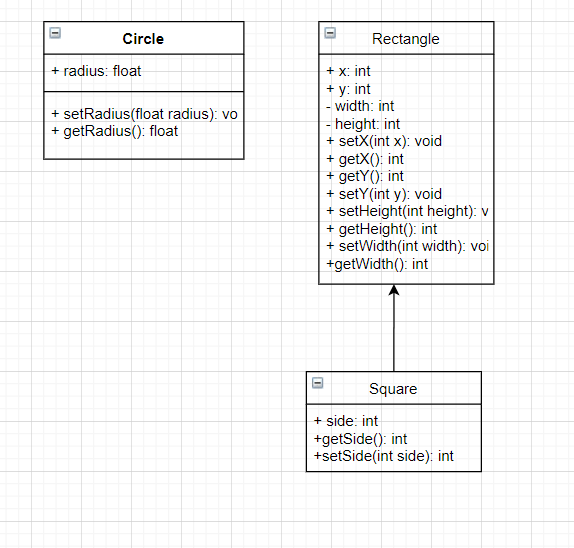 Circle
+ radius: float
+ setRadius(float radius): vo
+ getRadius(): float
Rectangle
+ x: int
+ y: int
- width: int
- height: int
+ setX(int x): void
+ getX(): int
+ getY(): int
+ setY(int y): void
+ setHeight(int height): v
+ getHeight(): int
+ setWidth(int width): voi
+getWidth(): int
Square
+ side: int
+getSide(): int
+setSide(int side): int